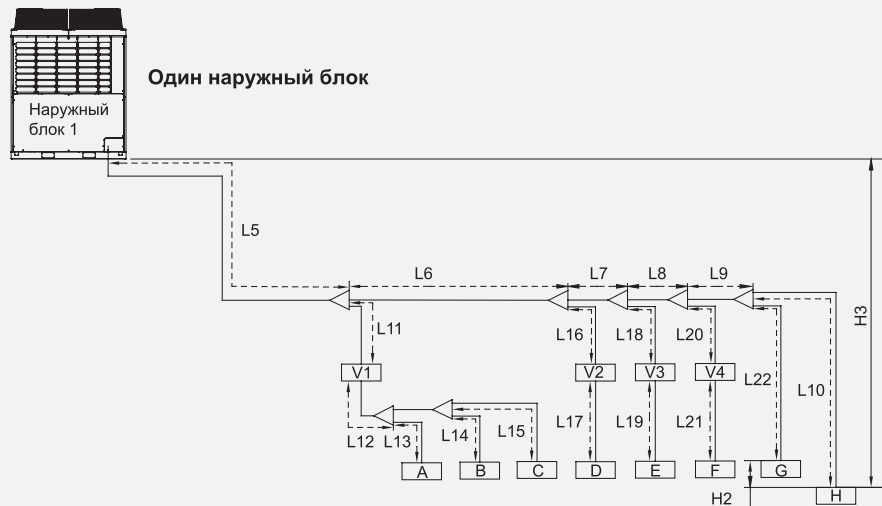 Один наружный блок
Наружный
блок 1
L5
L6
L7
L8
L9
L11
L16
L18
L20
L22
L10
H3
V1
V2
V3
V4
L12
L13
L14
L15
L17
L19
L21
A
B
C
D
E
F
G
H
H2